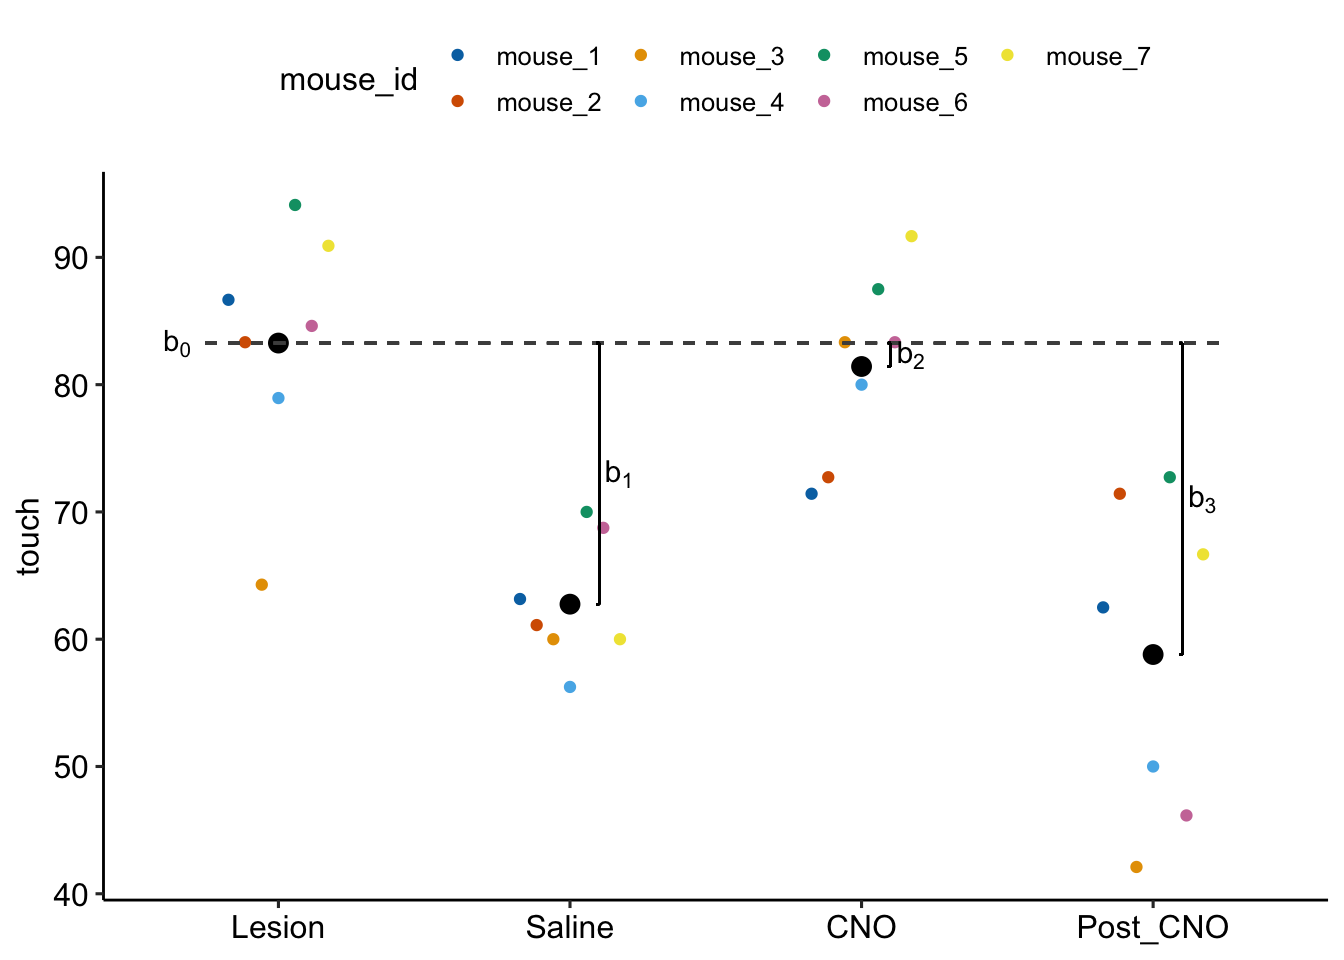 mouse_id
mouse_1 mouse_3 mouse_5 mouse_7
mouse_2 mouse_4 mouse_6
touch
90
80
70
60
50
40
b0
b1
b2
b3
Lesion Saline CNO Post_CNO